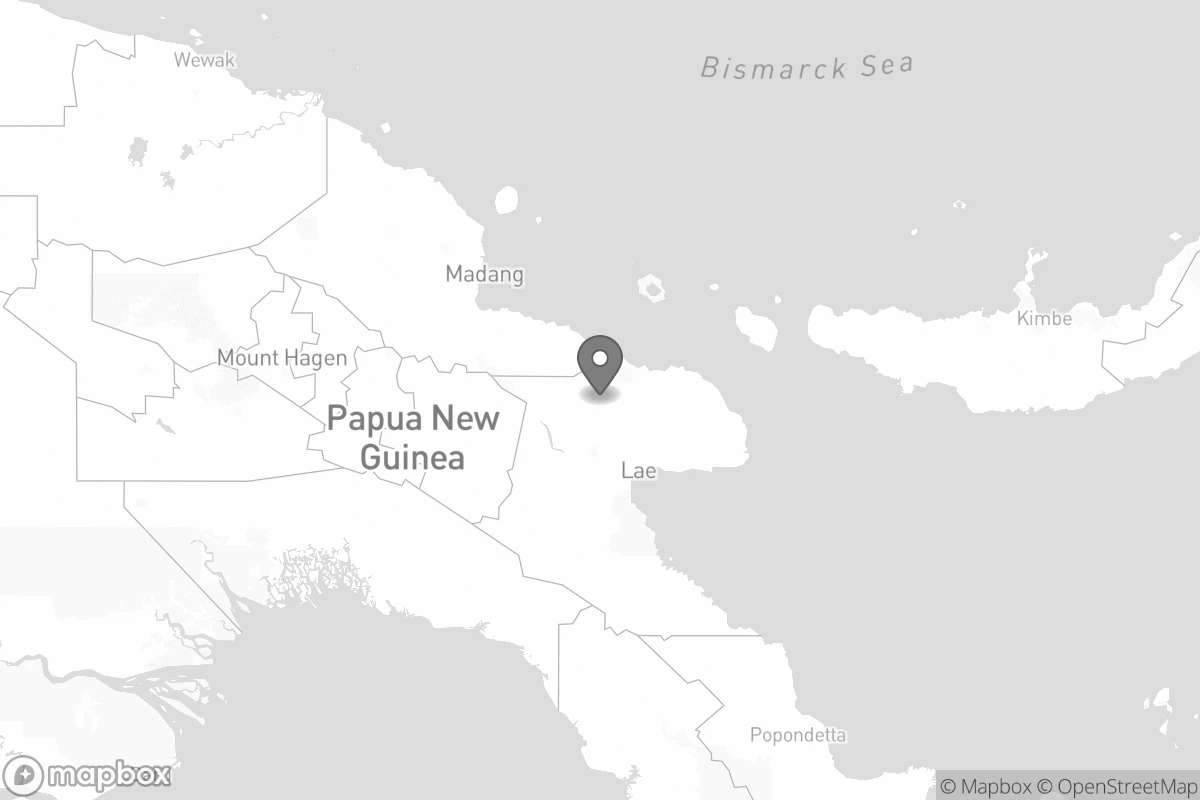 Wewak
Bismarck Sea
Madang
Kimbe
Mount Hagen
Papua New
Guinea
Lae
Popondetta
mapbox
© Mapbox © OpenStreetMap